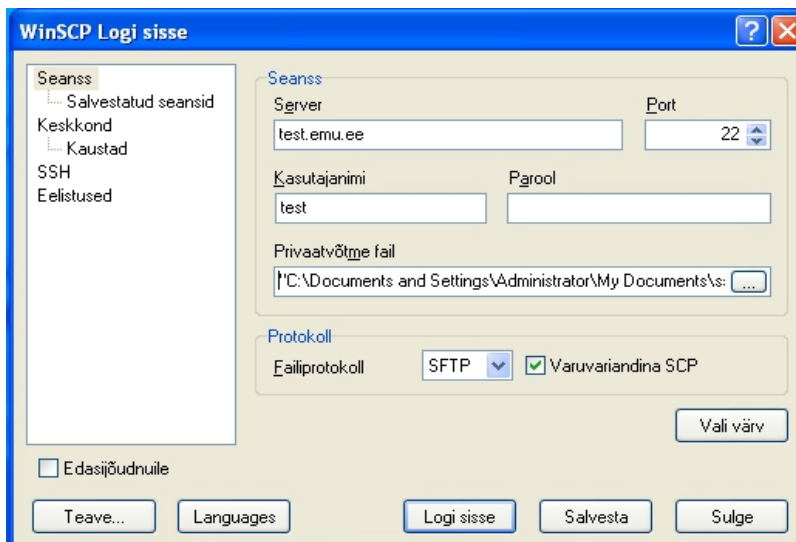 WinSCP Logi sisse
Seanss
Salvestatud seansid
Keskkond
Kaustad
SSH
Eelistused
Seanss
Server
Port
test.emu.ee
22
Kasutajanimi
Parool
test
Privaatvõtme fail
"C:\Documents and Settings\Administrator\My Documents\s
...
Protokoll
Failiprotokoll
SFTP
Varuvariandina SCP
Vali värv
Edasijõudnuile
Teave...
Languages
Logi sisse
Salvesta
Sulge